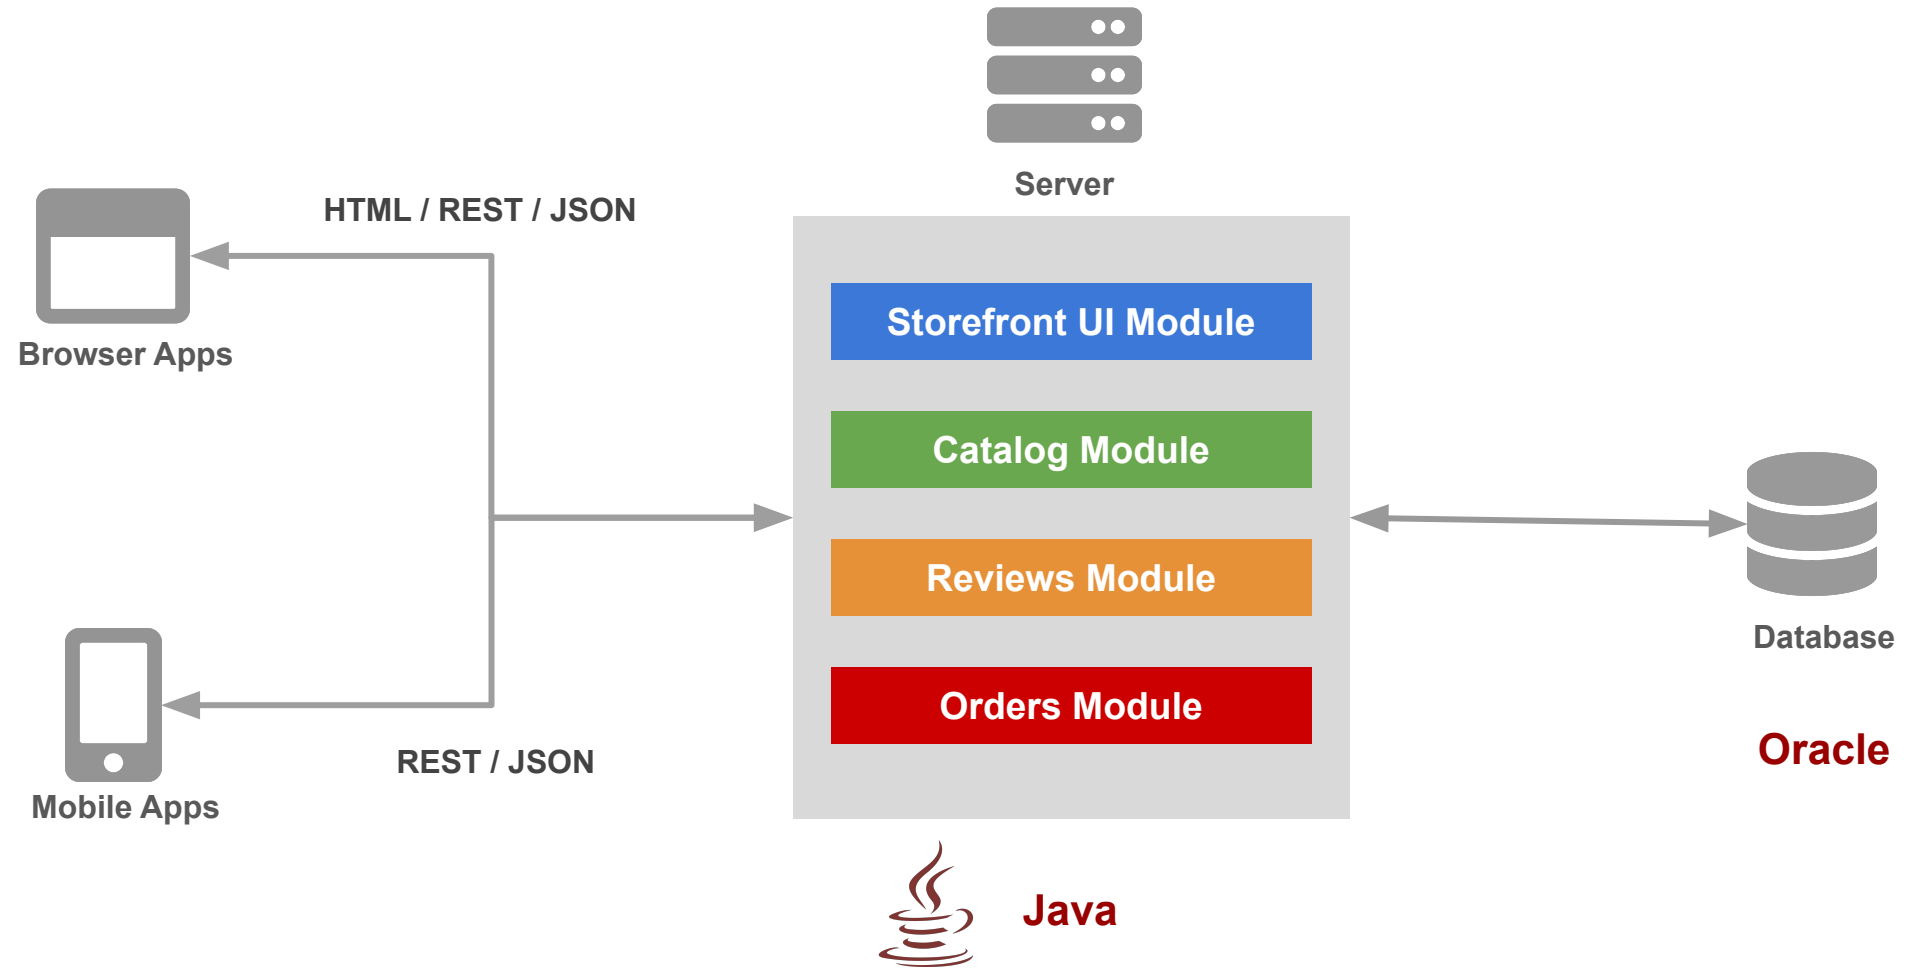 Server
HTML / REST / JSON
Browser Apps
Storefront UI Module
Catalog Module
Reviews Module
Orders Module
Database
Oracle
REST / JSON
Mobile Apps
Java